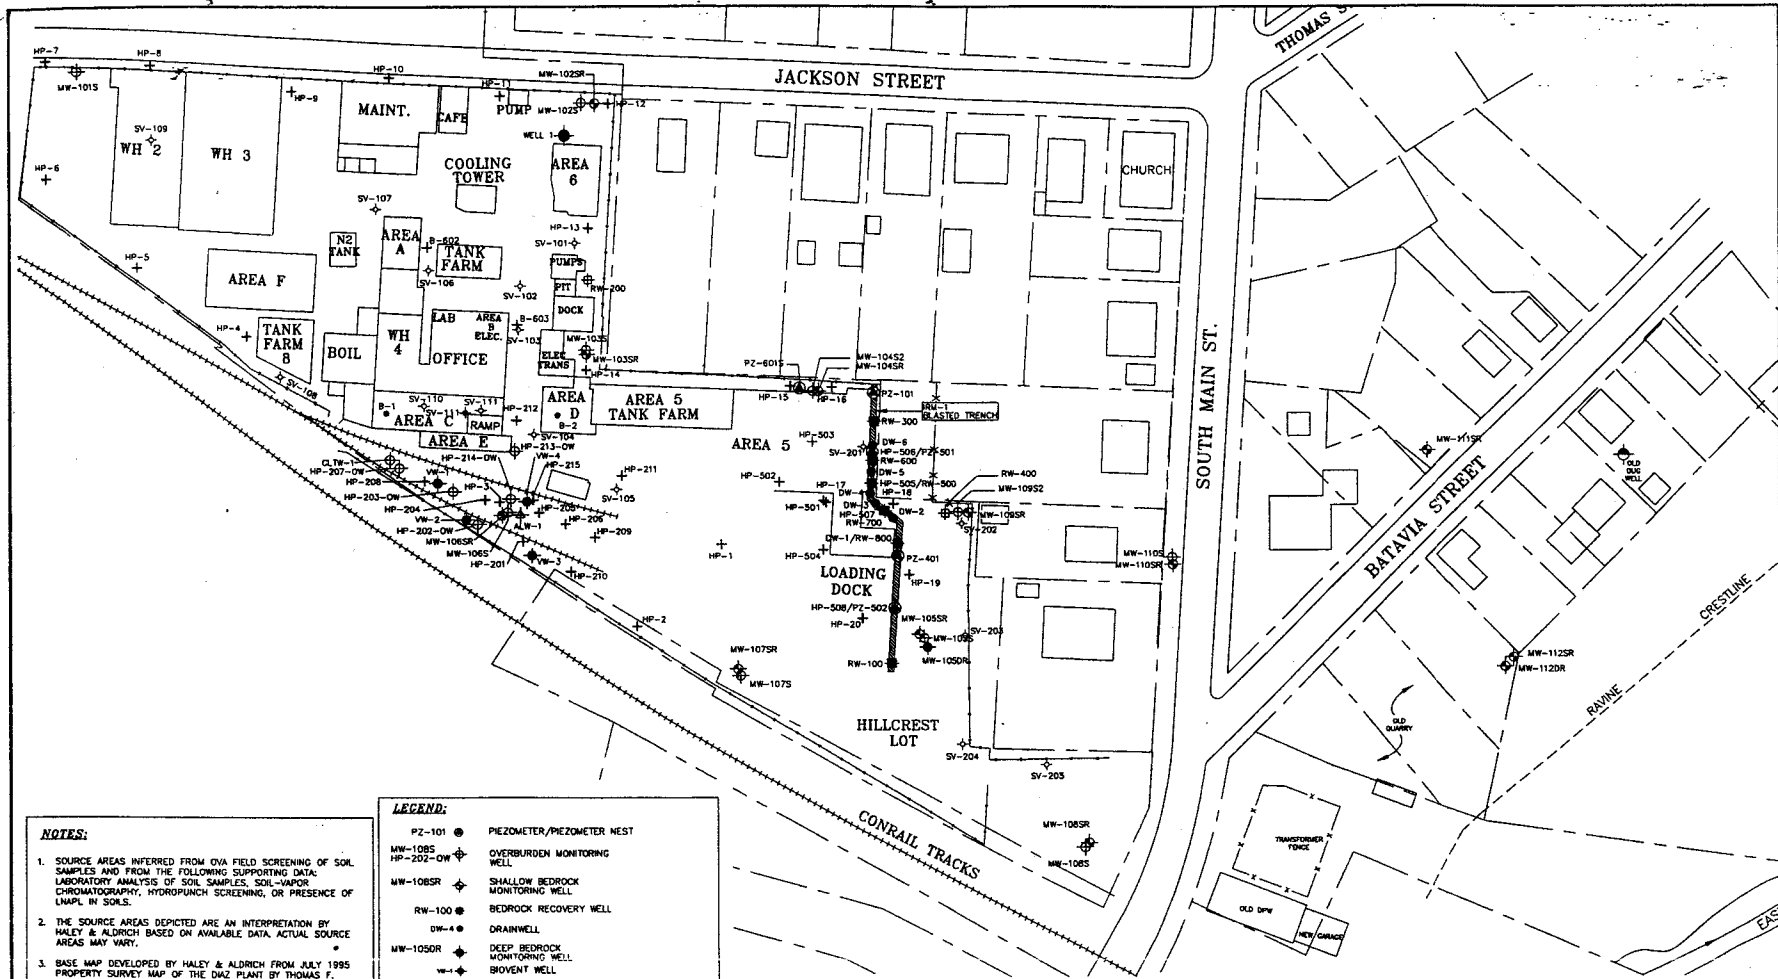 THOMAS S
JACKSON STREET
HP-7
HP-8
HP-10
HP-11
MW-102SR
MW-101S
HP-9
MAINT.
CAFE
PUMP
MW-102S
HP-12
SV-109
WH 2
WH 3
WELL 1
COOLING
TOWER
AREA
6
CHURCH
HP-6
SV-107
N2
TANK
AREA
A
B-602
TANK
FARM
HP-13
SV-101
PUMPS
HP-5
AREA F
SV-106
SV-102
PIT
RW-200
DOCK
HP-4
TANK
FARM
8
BOIL
WH
4
LAB
OFFICE
AREA
B
ELEC.
B-603
SV-103
MW-103S
MW-103SR
ELEC
TRANS
HP-14
SV-108
PZ-601S
MW-104S2
MW-104SR
HP-15
HP-16
PZ-101
IRM-1
BLASTED TRENCH
SOUTH MAIN ST.
B-1
SV-110
SV-111
SV-111
AREA C
RAMP
HP-212
AREA
D
B-2
AREA 5
TANK FARM
RW-300
AREA E
SV-104
HP-213-OW
AREA 5
HP-503
SV-201
DW-6
HP-506/PZ-501
RW-600
MW-111SR
CLTW-1
HP-207-OW
HP-214-OW
VW-4
HP-215
HP-211
HP-502
DW-5
HP-505/RW-500
RW-400
MW-109S2
OLD
DUG
WELL
HP-208
VW-1
HP-3
SV-105
HP-17
DW-4
HP-18
HP-203-OW
HP-204
HP-205
HP-206
HP-501
DW-3
HP-507
DW-2
MW-109SR
SV-202
VW-2
HP-202-OW
ALW-1
HP-209
RW-700
BATAVIA STREET
MW-106SR
MW-106S
HP-1
DW-1/RW-800
HP-504
PZ-401
MW-110S
MW-110SR
HP-201
VW-3
HP-210
LOADING
DOCK
HP-19
HP-508/PZ-502
CRESTLINE
HP-2
HP-20
MW-105SR
MW-105S
SV-203
MW-107SR
RW-100
MW-105DR
MW-112SR
MW-112DR
MW-107S
RAVINE
HILLCREST
LOT
OLD
QUARRY
SV-204
SV-203
CONRAIL TRACKS
MW-108SR
MW-108S
TRANSFORMER
FENCE
OLD DPW
NEW GARAGE
EAS
NOTES:
1. SOURCE AREAS INFERRED FROM OVA FIELD SCREENING OF SOIL
SAMPLES AND FROM THE FOLLOWING SUPPORTING DATA:
LABORATORY ANALYSIS OF SOIL SAMPLES, SOIL-VAPOR
CHROMATOGRAPHY, HYDROPUNCH SCREENING, OR PRESENCE OF
LNAPL IN SOILS.
2. THE SOURCE AREAS DEPICTED ARE AN INTERPRETATION BY
HALEY & ALDRICH BASED ON AVAILABLE DATA. ACTUAL SOURCE
AREAS MAY VARY.
3. BASE MAP DEVELOPED BY HALEY & ALDRICH FROM JULY 1995
PROPERTY SURVEY MAP OF THE DIAZ PLANT BY THOMAS F.
LEGEND:
PZ-101 PIEZOMETER/PIEZOMETER NEST
MW-108S
HP-202-OW OVERBURDEN MONITORING
WELL
MW-108SR SHALLOW BEDROCK
MONITORING WELL
RW-100 BEDROCK RECOVERY WELL
DW-4 DRAINWELL
MW-105DR DEEP BEDROCK
MONITORING WELL
VW-1 BIOVENT WELL